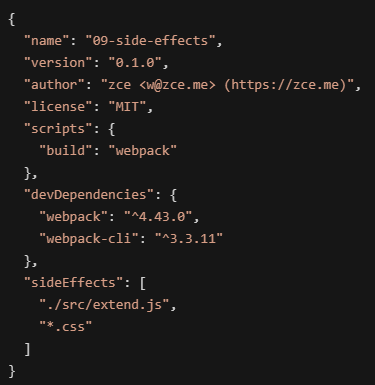 {
  "name": "09-side-effects",
  "version": "0.1.0",
  "author": "zce <w@zce.me> (https://zce.me)",
  "license": "MIT",
  "scripts": {
    "build": "webpack"
  },
  "devDependencies": {
    "webpack": "^4.43.0",
    "webpack-cli": "^3.3.11"
  },
  "sideEffects": [
    "./src/extend.js",
    "*.css"
  ]
}